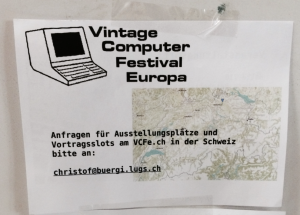 Vintage
Computer
Festival
Europa
Anfragen für Ausstellungsplätze und
Vortragsslots am VCFe.ch in der Schweiz
bitte an:
christof@buergi.lugs.ch